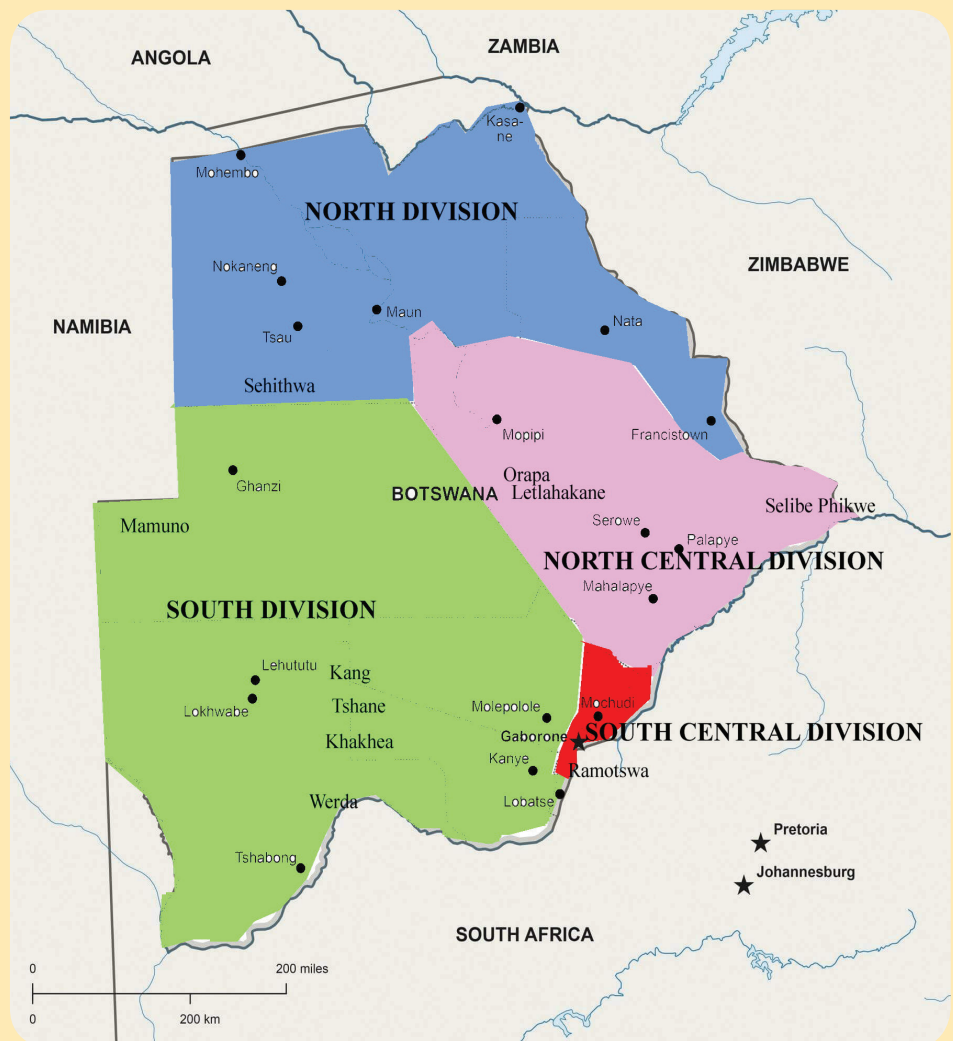 ZAMBIA
ANGOLA
Kasa-
ne
Mohembo
NORTH DIVISION
ZIMBABWE
Nokaneng
Maun
Nata
NAMIBIA
Tsau
Sehithwa
Mopipi
Francistown
Orapa
Ghanzi
BOTSWANA
Letlahakane
Selibe Phikwe
Mamuno
Serowe
Palapye
NORTH CENTRAL DIVISION
Mahalapye
SOUTH DIVISION
Lehututu
Kang
Lokhwabe
Tshane
Molepolole
Mochudi
Gaborone
SOUTH CENTRAL DIVISION
Khakhea
Kanye
Ramotswa
Werda
Lobatse
Pretoria
Tshabong
Johannesburg
SOUTH AFRICA
0
200 miles
0
200 km